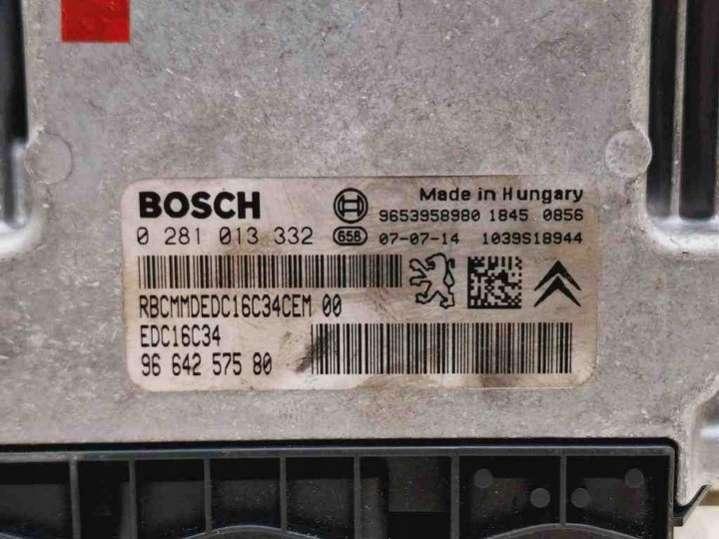 BOSCH Made in Hungary
9653958980 1845 0856
0 281 013 332 658 07-07-14 1039S18944
RBCMMDEDC16C34CEM 00
EDC16C34
96 642 575 80